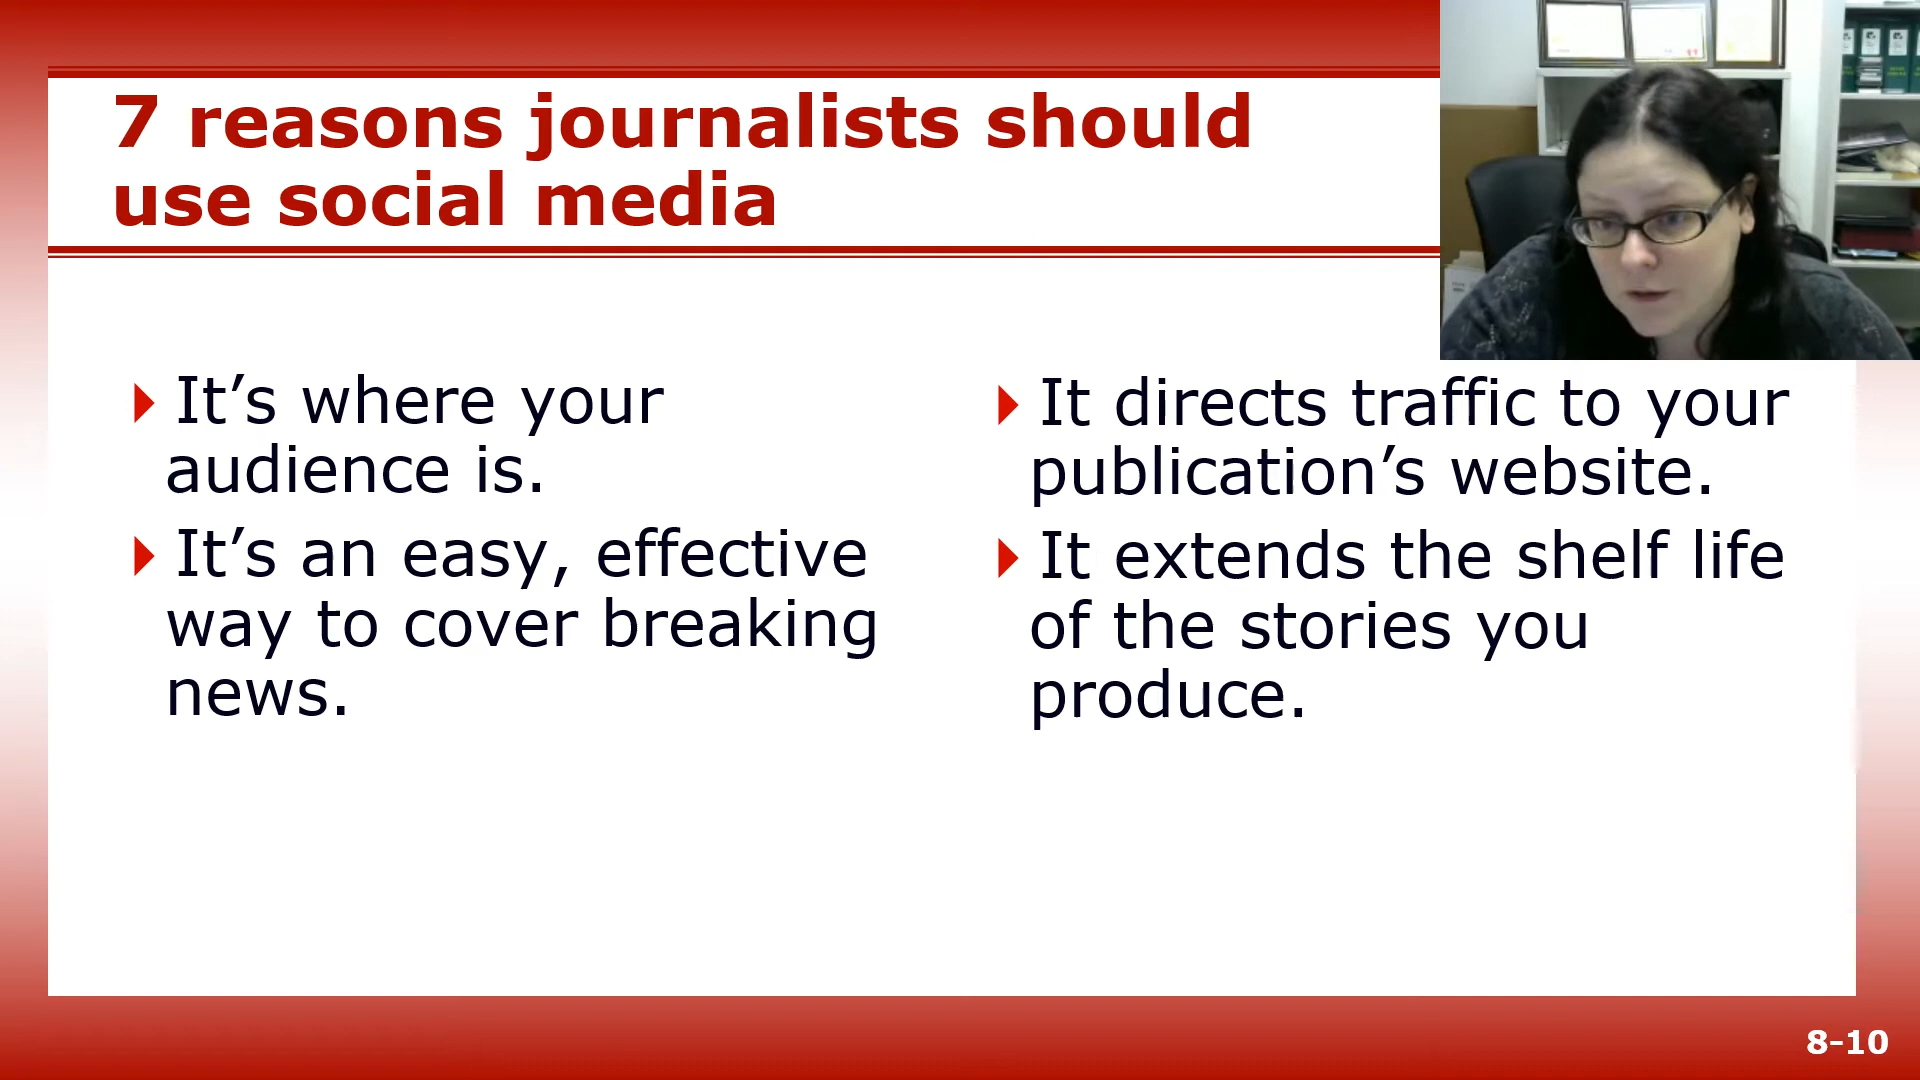 7 reasons journalists should
use social media
It’s where your
audience is.
It’s an easy, effective
way to cover breaking
news.
It directs traffic to your
publication’s website.
It extends the shelf life
of the stories you
produce.
8-10